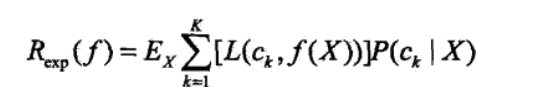 R_exp(f) = E_X ∑_{k=1}^{K} [L(c_k, f(X))]P(c_k | X)